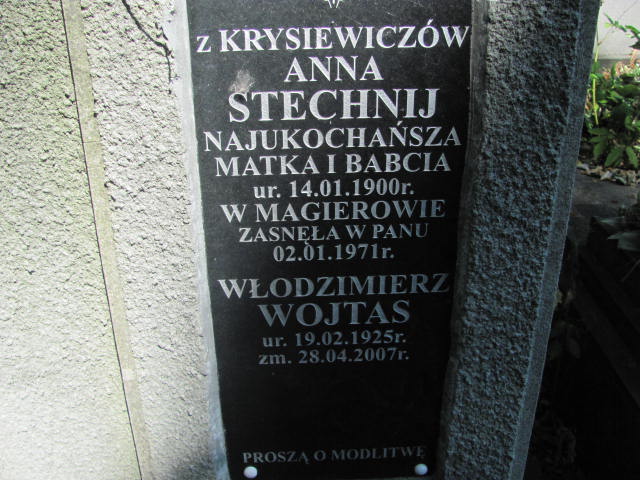 z KRYSIEWICZÓW
ANNA
STECHNIJ
NAJUKOCHAŃSZA
MATKA I BABCIA
ur. 14.01.1900r.
W MAGIEROWIE
ZASNĘŁA W PANU
02.01.1971r.
WŁODZIMIERZ
WOJTAS
ur. 19.02.1925r.
zm. 28.04.2007r.
PROSZĄ O MODLITWĘ